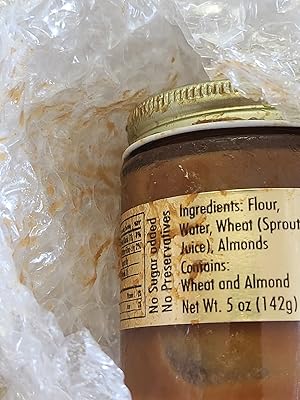 Ingredients: Flour,
Water, Wheat (Sprout
Juice), Almonds
Contains:
Wheat and Almond
Net Wt. 5 oz (142g)
No Sugar added
No Preservatives